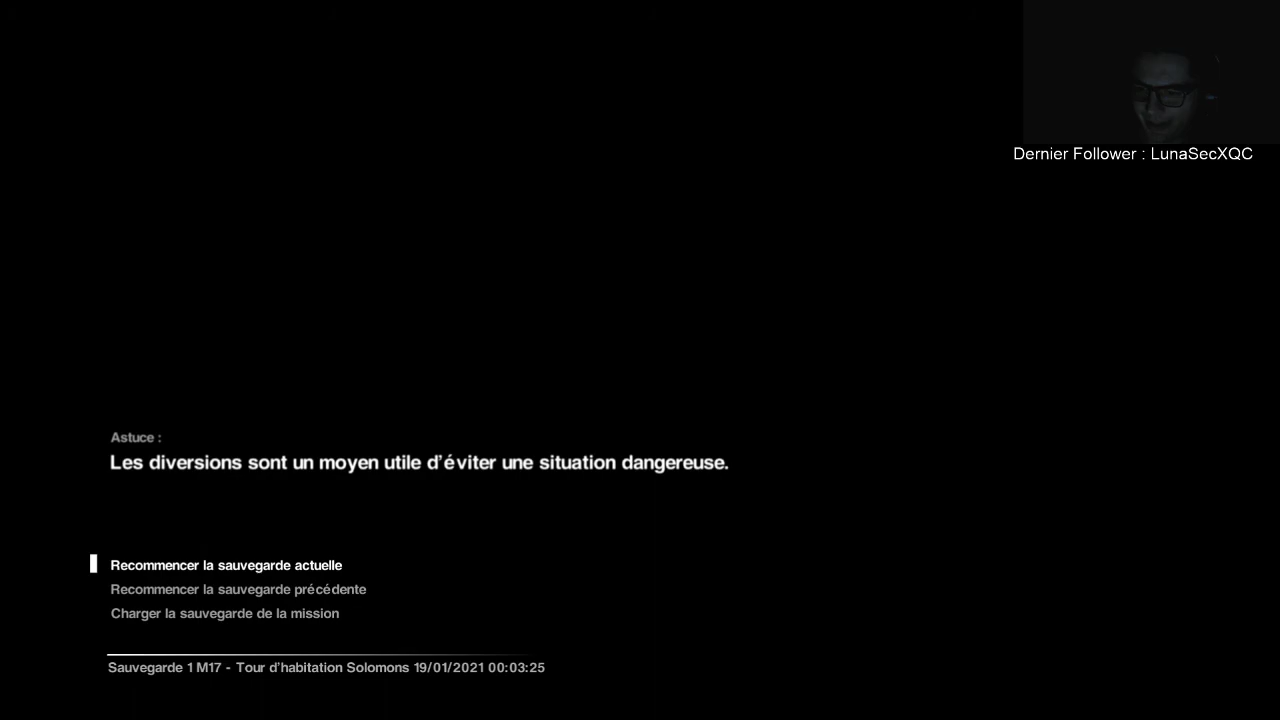 Dernier Follower : LunaSecXQC
Astuce :
Les diversions sont un moyen utile d'éviter une situation dangereuse.
Recommencer la sauvegarde actuelle
Recommencer la sauvegarde précédente
Charger la sauvegarde de la mission
Sauvegarde 1 M17 - Tour d'habitation Solomons 19/01/2021 00:03:25